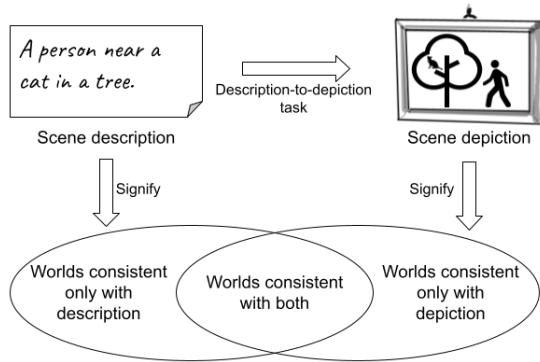 A person near a
cat in a tree.
Description-to-depiction
task
Scene description
Scene depiction
Signify
Signify
Worlds consistent
only with
description
Worlds consistent
with both
Worlds consistent
only with
depiction